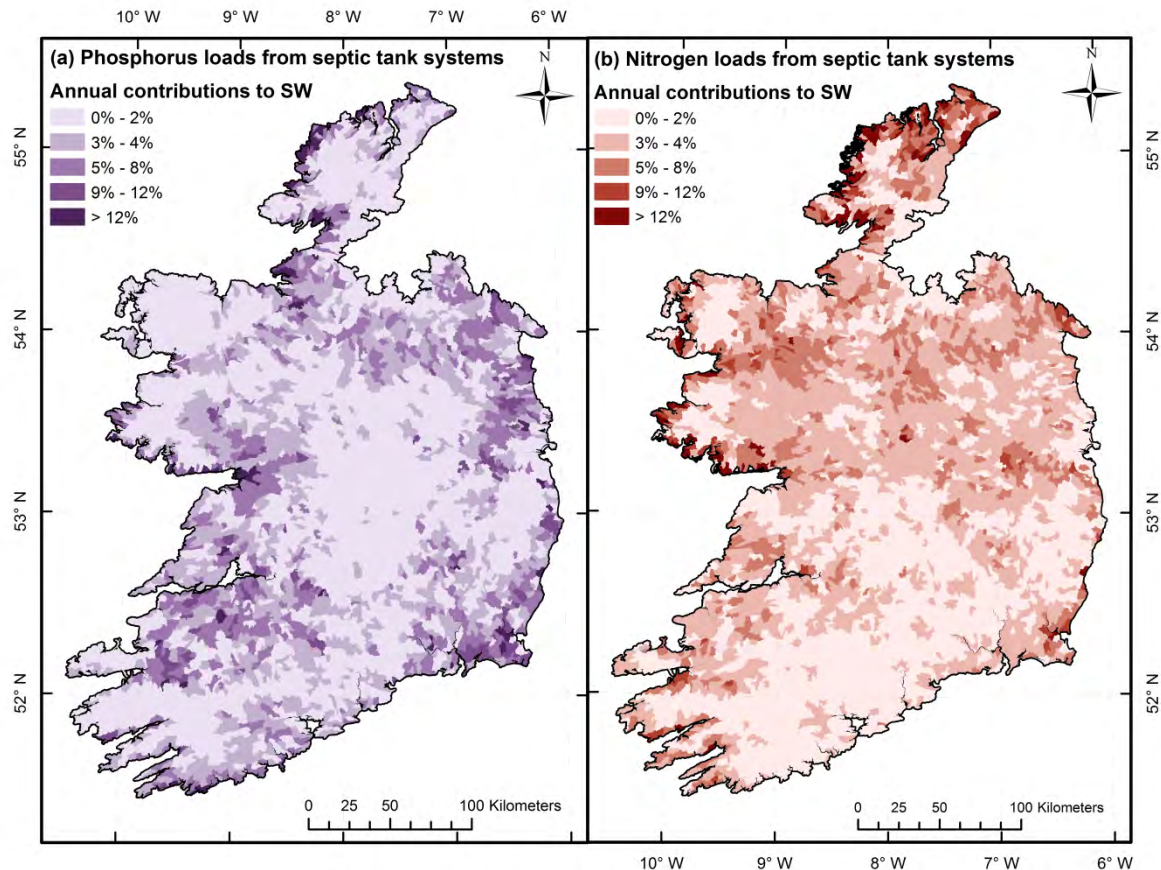 10° W 9° W 8° W 7° W 6° W
(a) Phosphorus loads from septic tank systems
N
Annual contributions to SW
0% - 2%
3% - 4%
5% - 8%
9% - 12%
> 12%
55° N
54° N
53° N
52° N
0 25 50 100 Kilometers
(b) Nitrogen loads from septic tank systems
N
Annual contributions to SW
0% - 2%
3% - 4%
5% - 8%
9% - 12%
> 12%
55° N
54° N
53° N
52° N
0 25 50 100 Kilometers
10° W 9° W 8° W 7° W 6° W